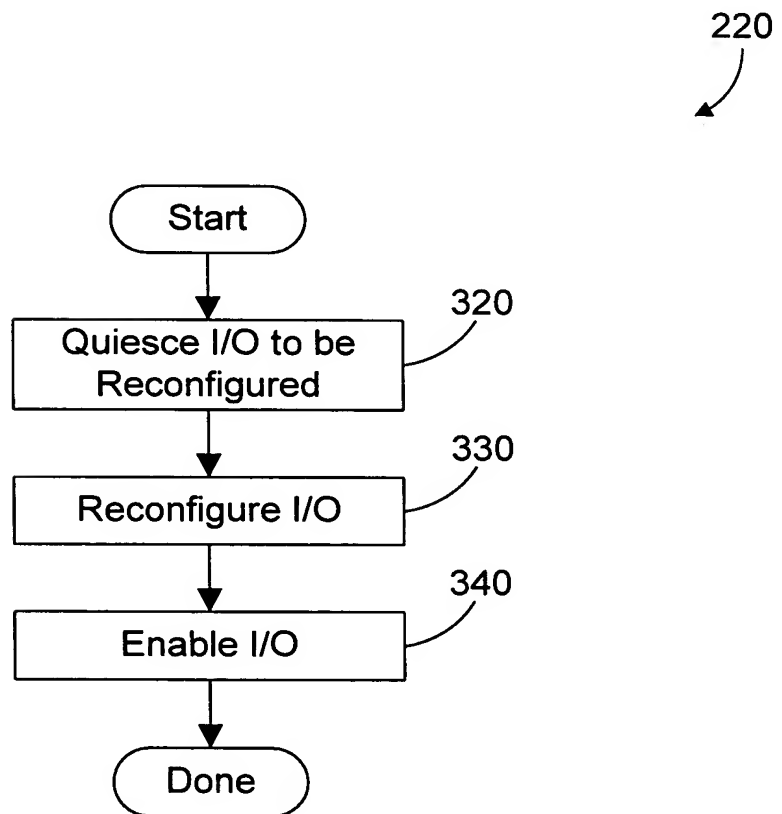 220
Start
320
Quiesce I/O to be
Reconfigured
330
Reconfigure I/O
340
Enable I/O
Done